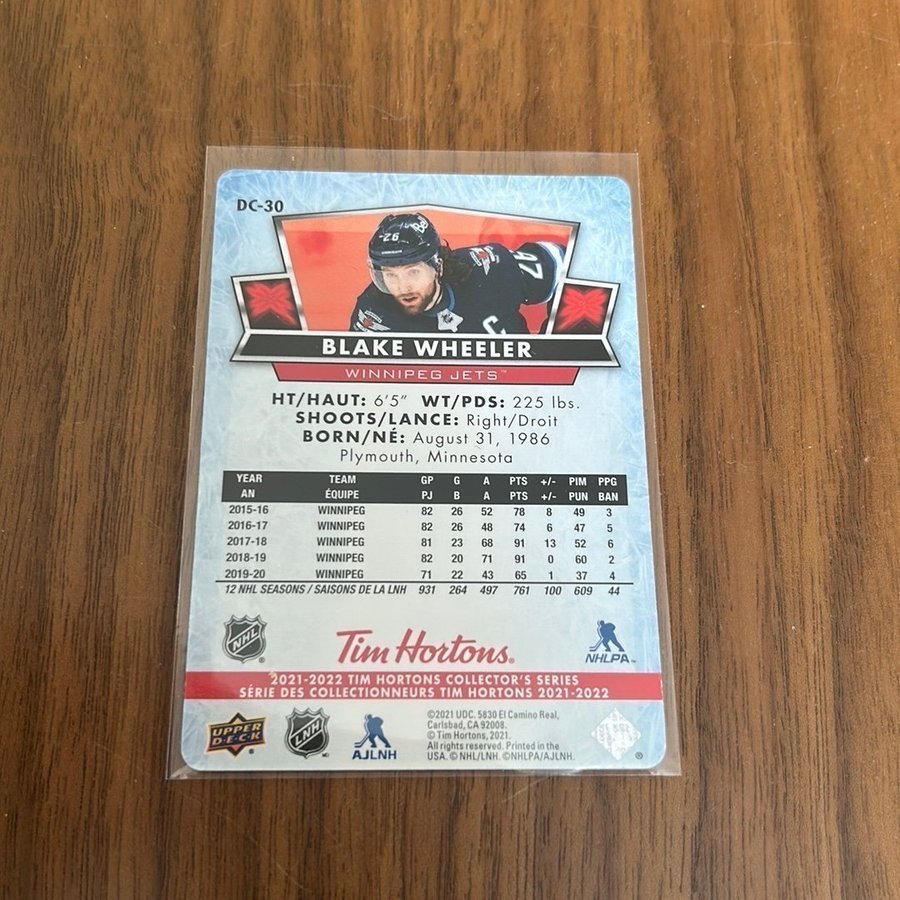 DC-30
26
C
BLAKE WHEELER
WINNIPEG JETS™
HT/HAUT: 6'5" WT/PDS: 225 lbs.
SHOOTS/LANCE: Right/Droit
BORN/NÉ: August 31, 1986
Plymouth, Minnesota
YEAR TEAM GP G A PTS +/- PIM PPG
AN ÉQUIPE PJ B A PTS +/- PUN BAN
2015-16 WINNIPEG 82 26 52 78 8 49 3
2016-17 WINNIPEG 82 26 48 74 6 47 5
2017-18 WINNIPEG 81 23 68 91 13 52 6
2018-19 WINNIPEG 82 20 71 91 0 60 2
2019-20 WINNIPEG 71 22 43 65 1 37 4
12 NHL SEASONS / SAISONS DE LA LNH 931 264 497 761 100 609 44
NHL ®
Tim Hortons®
NHLPA™
2021-2022 TIM HORTONS COLLECTOR'S SERIES
SÉRIE DES COLLECTIONNEURS TIM HORTONS 2021-2022
UPPER DECK ®
LNH
AJLNH
©2021 UDC. 5830 El Camino Real,
Carlsbad, CA 92008.
© Tim Hortons, 2021.
All rights reserved. Printed in the
USA. © NHL/LNH. ©NHLPA/AJLNH.
®